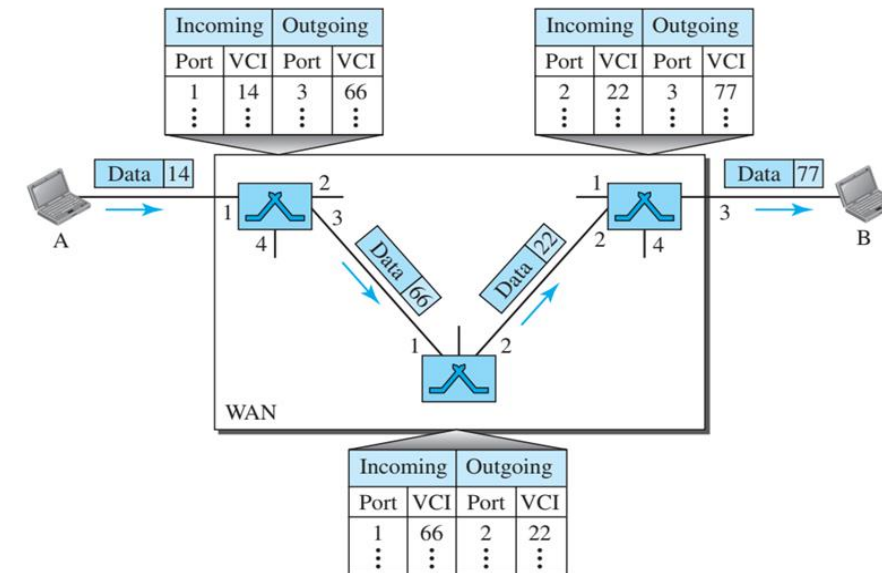 Incoming Outgoing
Port VCI Port VCI
1 14 3 66
Incoming Outgoing
Port VCI Port VCI
2 22 3 77
Data 14
A
1
2
3
4
Data 66
1
2
Data 22
1
2
3
4
Data 77
B
WAN
Incoming Outgoing
Port VCI Port VCI
1 66 2 22